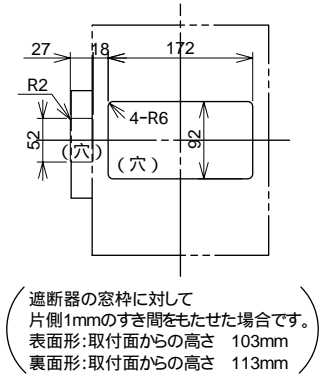 27 18 172
R2
4-R6
52
92
(穴)
(穴)
遮断器の窓枠に対して
片側1mmのすき間をもたせた場合です。
表面形:取付面からの高さ 103mm
裏面形:取付面からの高さ 113mm